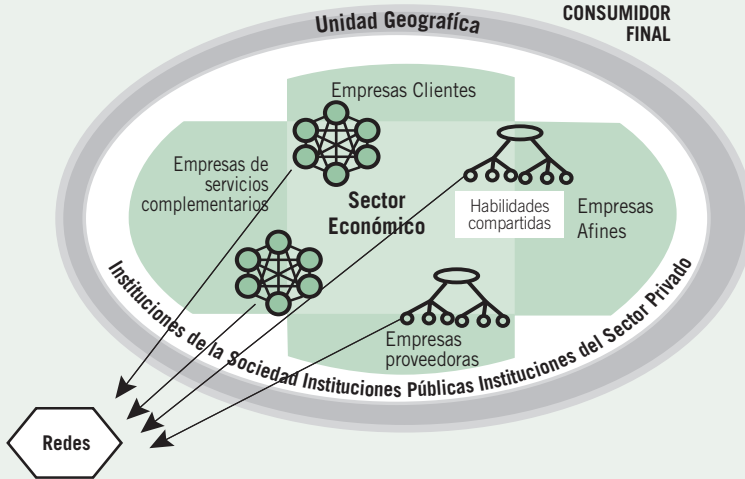 Unidad Geografíca
CONSUMIDOR
FINAL
Empresas Clientes
Empresas de
servicios
complementarios
Sector
Económico
Habilidades
compartidas
Empresas
Afines
Empresas
proveedoras
Instituciones de la Sociedad Instituciones Públicas Instituciones del Sector Privado
Redes